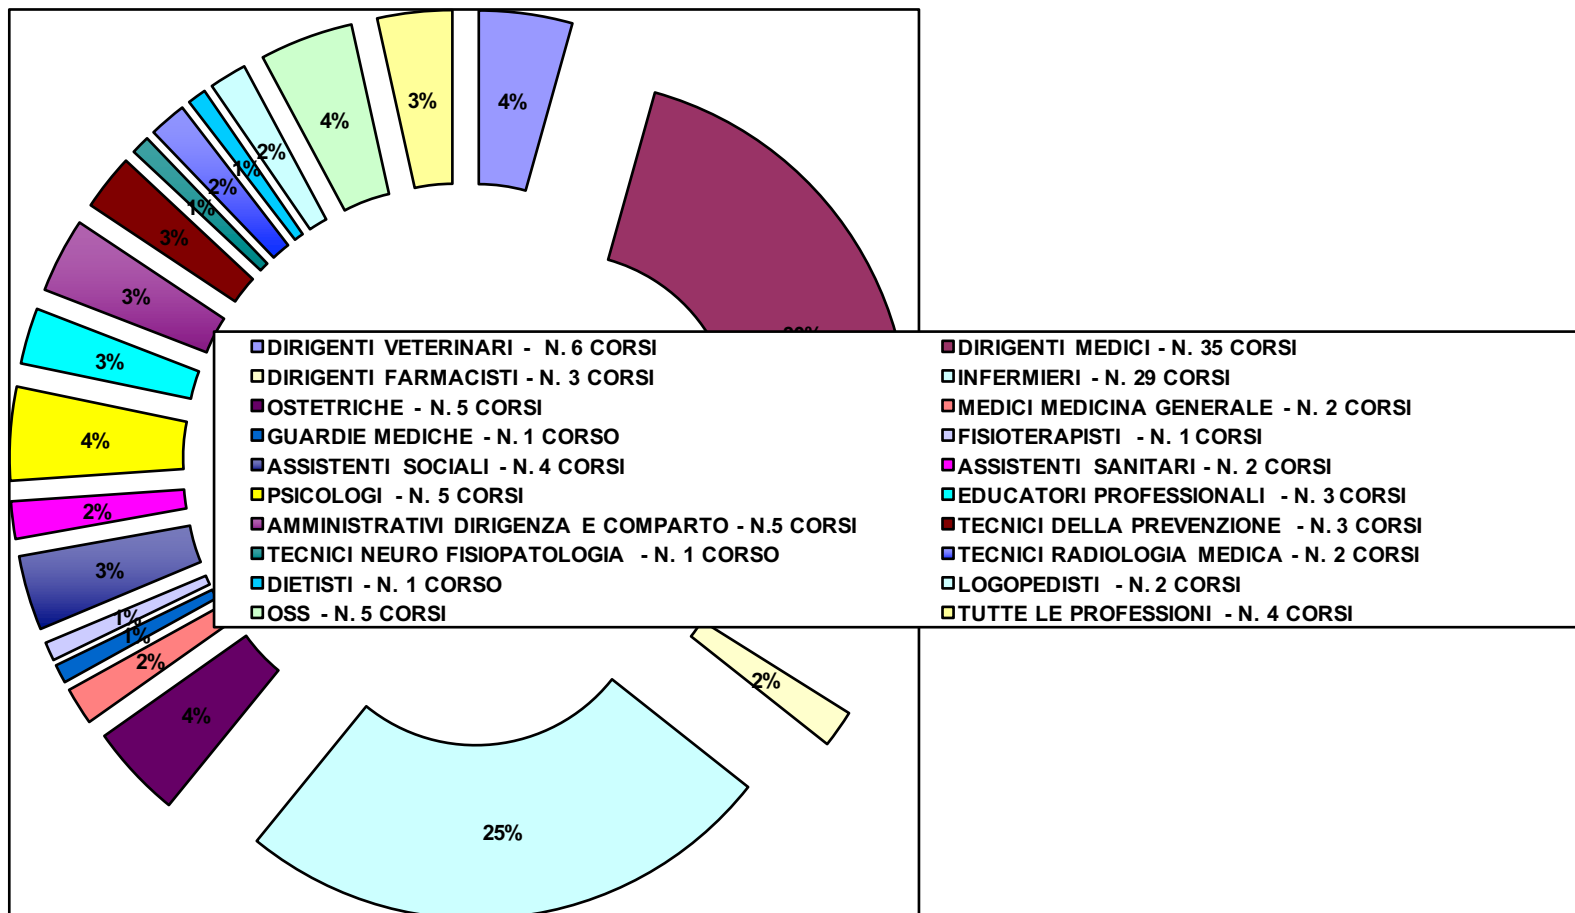 3%
4%
4%
2%
1%
2%
1%
3%
3%
3%
4%
2%
3%
1%
1%
2%
4%
25%
2%
DIRIGENTI VETERINARI - N. 6 CORSI
DIRIGENTI MEDICI - N. 35 CORSI
DIRIGENTI FARMACISTI - N. 3 CORSI
INFERMIERI - N. 29 CORSI
OSTETRICHE - N. 5 CORSI
MEDICI MEDICINA GENERALE - N. 2 CORSI
GUARDIE MEDICHE - N. 1 CORSO
FISIOTERAPISTI - N. 1 CORSI
ASSISTENTI SOCIALI - N. 4 CORSI
ASSISTENTI SANITARI - N. 2 CORSI
PSICOLOGI - N. 5 CORSI
EDUCATORI PROFESSIONALI - N. 3 CORSI
AMMINISTRATIVI DIRIGENZA E COMPARTO - N.5 CORSI
TECNICI DELLA PREVENZIONE - N. 3 CORSI
TECNICI NEURO FISIOPATOLOGIA - N. 1 CORSO
TECNICI RADIOLOGIA MEDICA - N. 2 CORSI
DIETISTI - N. 1 CORSO
LOGOPEDISTI - N. 2 CORSI
OSS - N. 5 CORSI
TUTTE LE PROFESSIONI - N. 4 CORSI